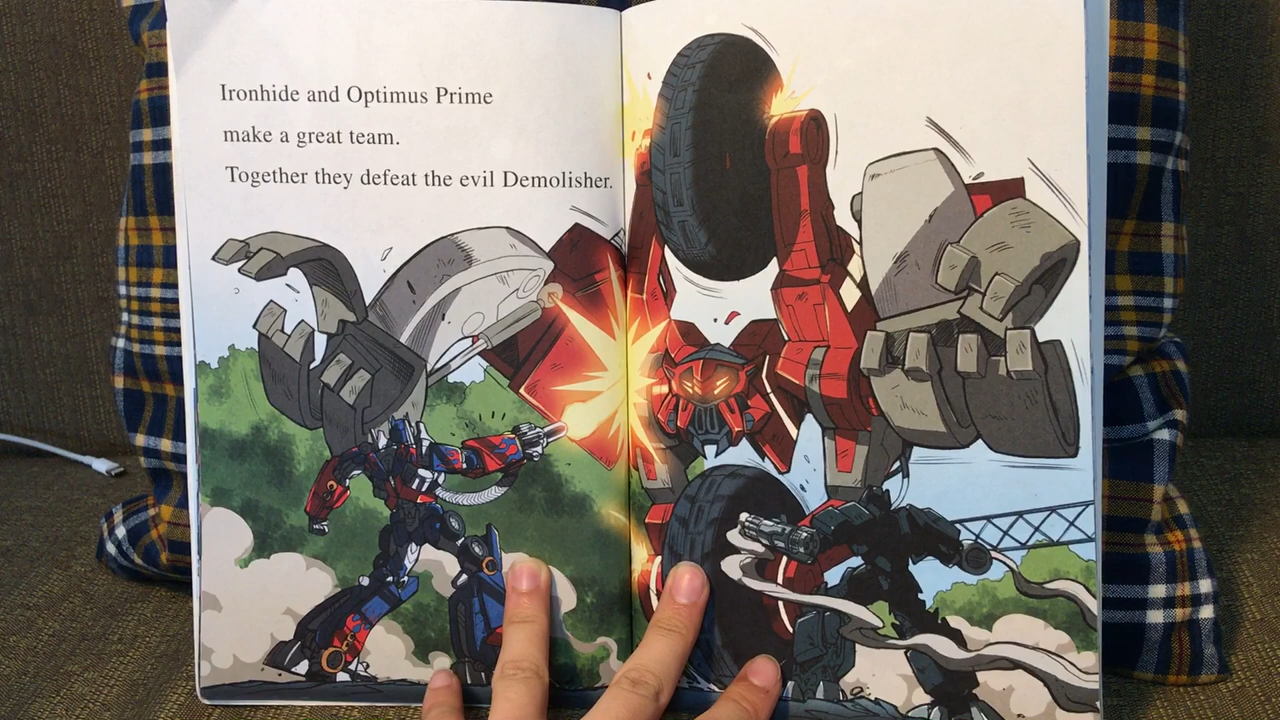 Ironhide and Optimus Prime
make a great team.
Together they defeat the evil Demolisher.